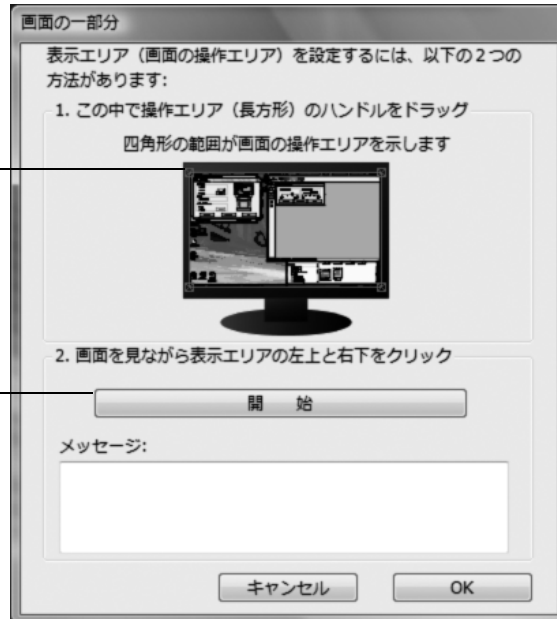 画面の一部分
表示エリア（画面の操作エリア）を設定するには、以下の２つの
方法があります:
1. この中で操作エリア（長方形）のハンドルをドラッグ
四角形の範囲が画面の操作エリアを示します
2. 画面を見ながら表示エリアの左上と右下をクリック
開　始
メッセージ:
キャンセル
OK